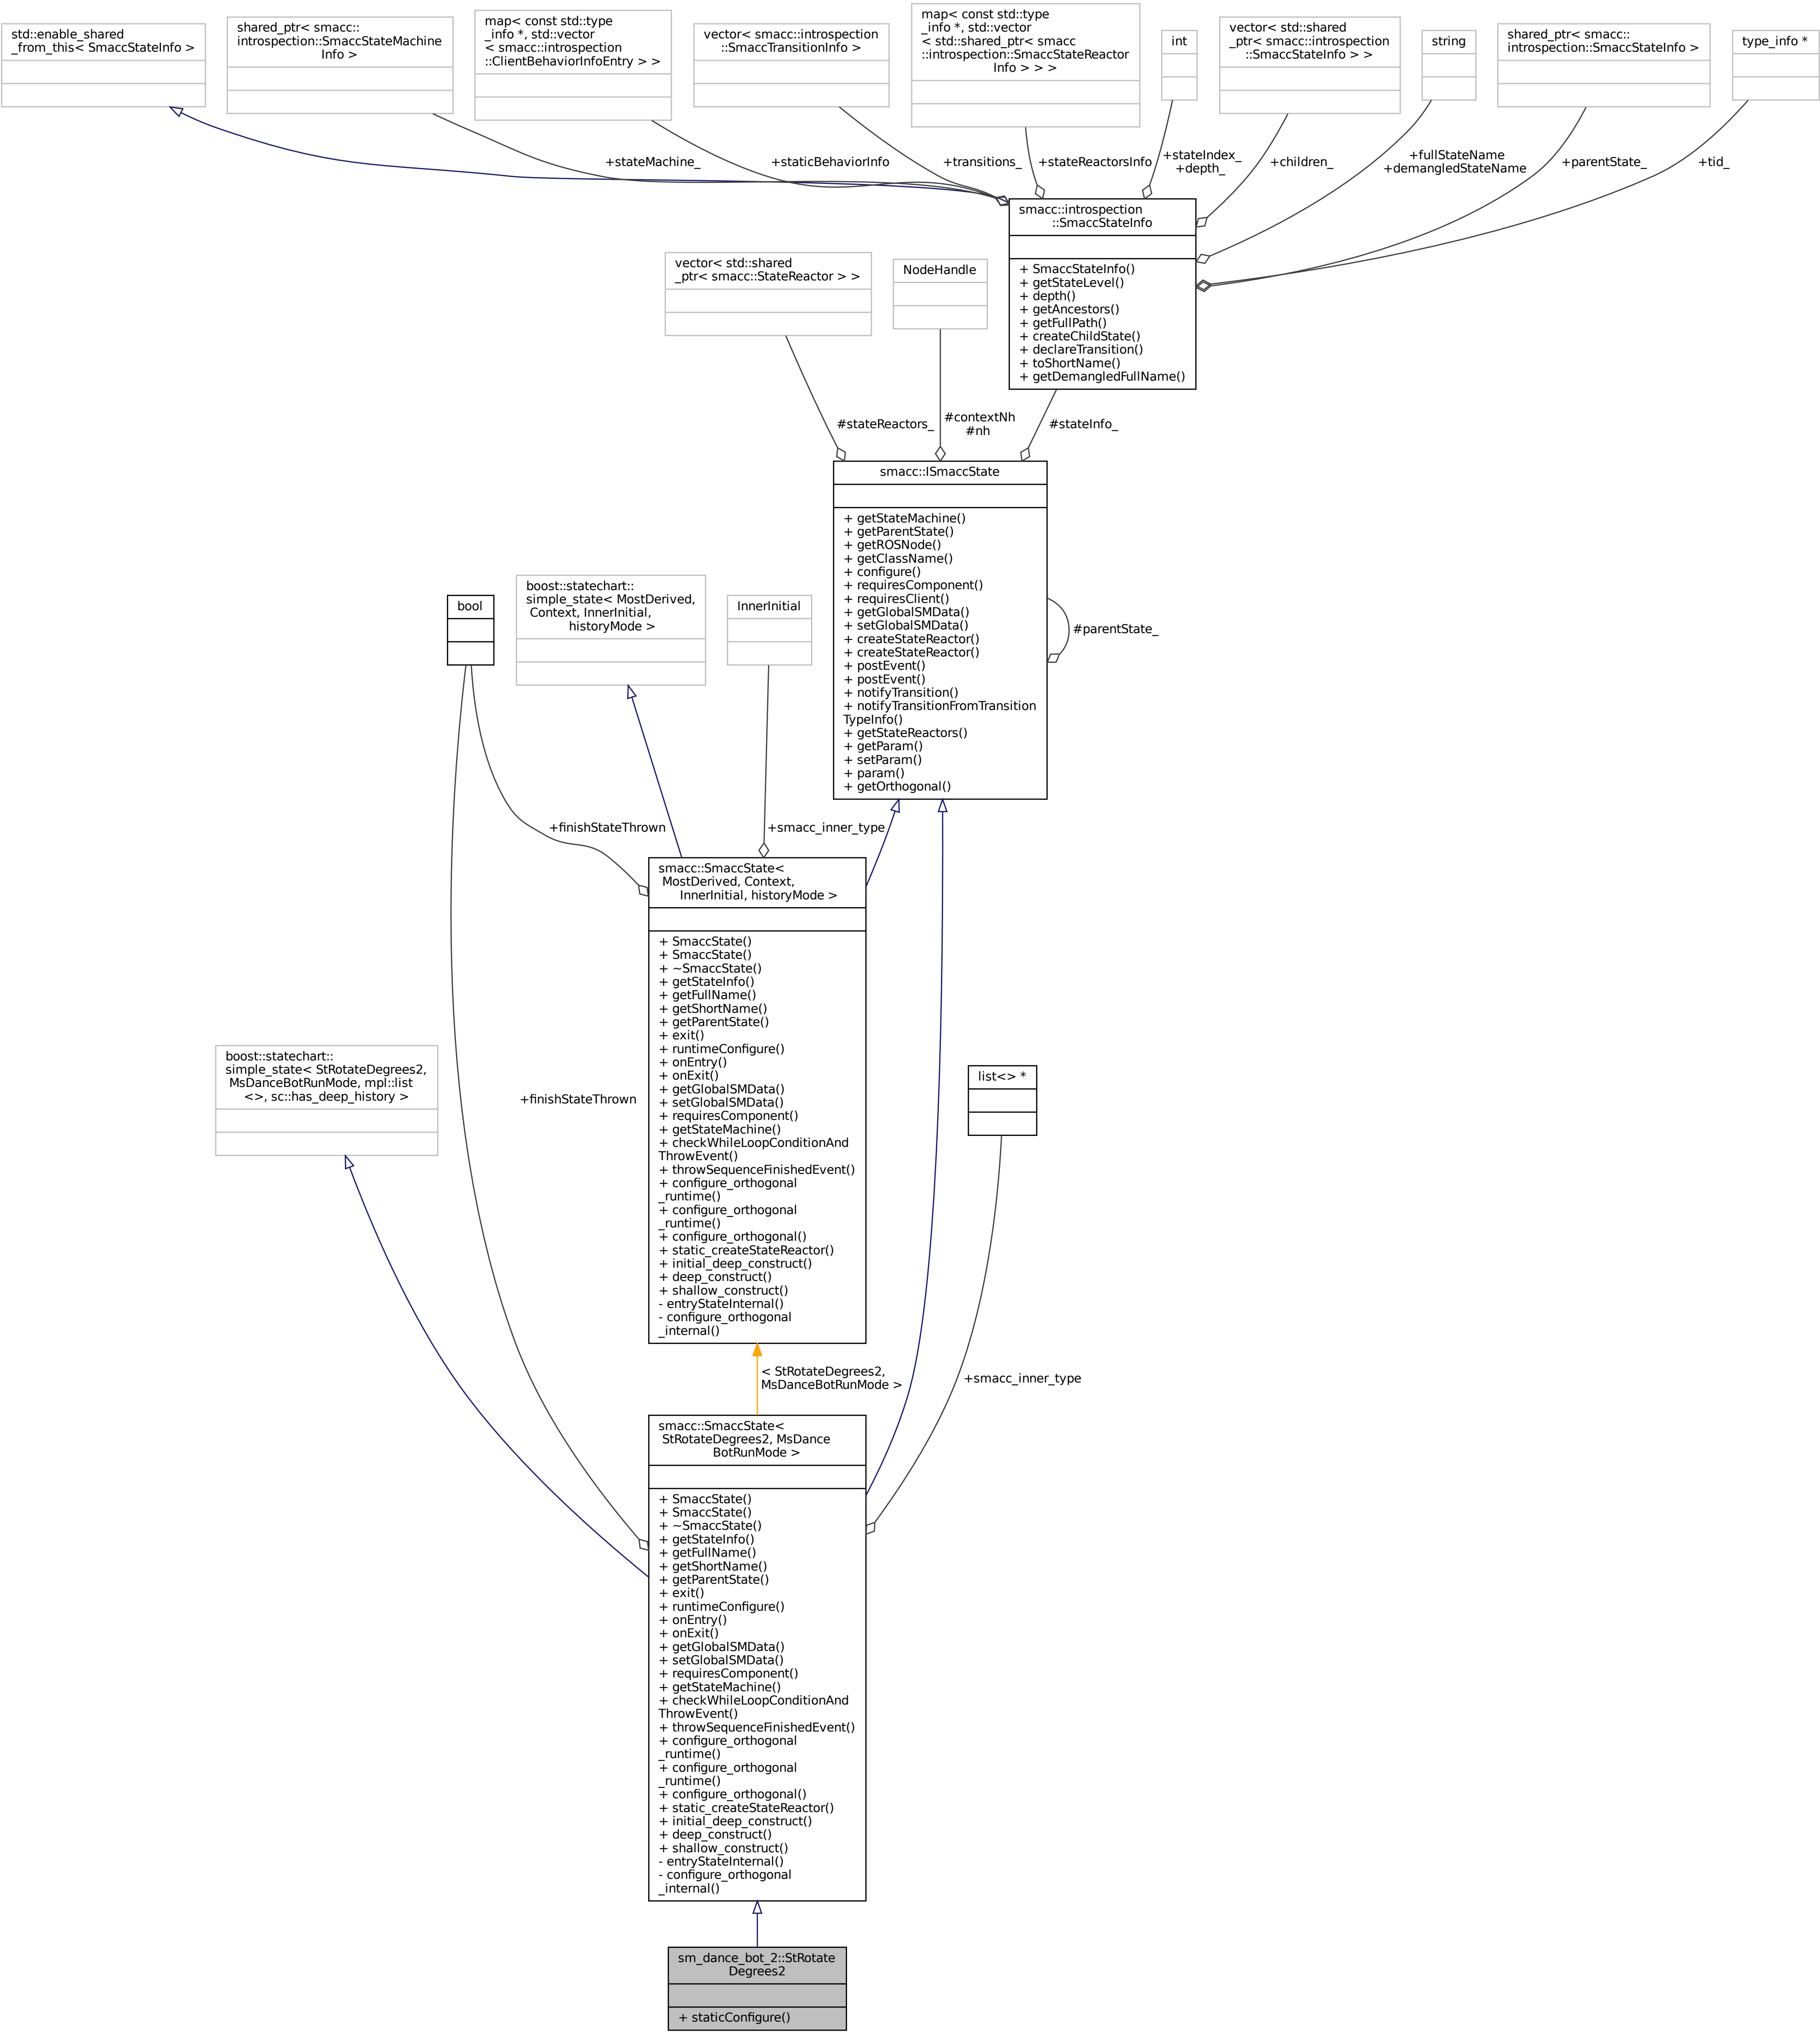 std::enable_shared
_from_this< SmaccStateInfo >
shared_ptr< smacc::
introspection::SmaccStateMachine
Info >
map< const std::type
_info *, std::vector
< smacc::introspection
::ClientBehaviorInfoEntry > >
vector< smacc::introspection
::SmaccTransitionInfo >
map< const std::type
_info *, std::vector
< std::shared_ptr< smacc
::introspection::SmaccStateReactor
Info > > >
int
vector< std::shared
_ptr< smacc::introspection
::SmaccStateInfo > >
string
shared_ptr< smacc::
introspection::SmaccStateInfo >
type_info *
+stateMachine_
+staticBehaviorInfo
+transitions_
+stateReactorsInfo
+stateIndex_
+depth_
+children_
+fullStateName
+demangledStateName
+parentState_
+tid_
smacc::introspection
::SmaccStateInfo
+ SmaccStateInfo()
+ getStateLevel()
+ depth()
+ getAncestors()
+ getFullPath()
+ createChildState()
+ declareTransition()
+ toShortName()
+ getDemangledFullName()
vector< std::shared
_ptr< smacc::StateReactor > >
NodeHandle
#stateReactors_
#contextNh
#nh
#stateInfo_
smacc::ISmaccState
+ getStateMachine()
+ getParentState()
+ getROSNode()
+ getClassName()
+ configure()
+ requiresComponent()
+ requiresClient()
+ getGlobalSMData()
+ setGlobalSMData()
+ createStateReactor()
+ createStateReactor()
+ postEvent()
+ postEvent()
+ notifyTransition()
+ notifyTransitionFromTransition
TypeInfo()
+ getStateReactors()
+ getParam()
+ setParam()
+ param()
+ getOrthogonal()
#parentState_
bool
boost::statechart::
simple_state< MostDerived,
Context, InnerInitial,
historyMode >
InnerInitial
+finishStateThrown
+smacc_inner_type
smacc::SmaccState<
MostDerived, Context,
InnerInitial, historyMode >
+ SmaccState()
+ SmaccState()
+ ~SmaccState()
+ getStateInfo()
+ getFullName()
+ getShortName()
+ getParentState()
+ exit()
+ runtimeConfigure()
+ onEntry()
+ onExit()
+ getGlobalSMData()
+ setGlobalSMData()
+ requiresComponent()
+ getStateMachine()
+ checkWhileLoopConditionAnd
ThrowEvent()
+ throwSequenceFinishedEvent()
+ configure_orthogonal
_runtime()
+ configure_orthogonal
_runtime()
+ configure_orthogonal()
+ static_createStateReactor()
+ initial_deep_construct()
+ deep_construct()
+ shallow_construct()
- entryStateInternal()
- configure_orthogonal
_internal()
boost::statechart::
simple_state< StRotateDegrees2,
MsDanceBotRunMode, mpl::list
<>, sc::has_deep_history >
+finishStateThrown
list<> *
< StRotateDegrees2,
MsDanceBotRunMode >
+smacc_inner_type
smacc::SmaccState<
StRotateDegrees2, MsDance
BotRunMode >
+ SmaccState()
+ SmaccState()
+ ~SmaccState()
+ getStateInfo()
+ getFullName()
+ getShortName()
+ getParentState()
+ exit()
+ runtimeConfigure()
+ onEntry()
+ onExit()
+ getGlobalSMData()
+ setGlobalSMData()
+ requiresComponent()
+ getStateMachine()
+ checkWhileLoopConditionAnd
ThrowEvent()
+ throwSequenceFinishedEvent()
+ configure_orthogonal
_runtime()
+ configure_orthogonal
_runtime()
+ configure_orthogonal()
+ static_createStateReactor()
+ initial_deep_construct()
+ deep_construct()
+ shallow_construct()
- entryStateInternal()
- configure_orthogonal
_internal()
sm_dance_bot_2::StRotate
Degrees2
+ staticConfigure()